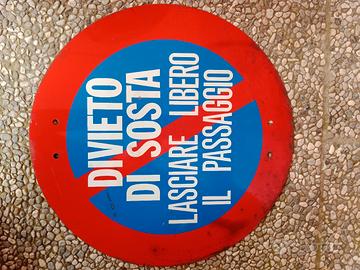 DIVIETO
DI SOSTA
LASCIARE LIBERO
IL PASSAGGIO